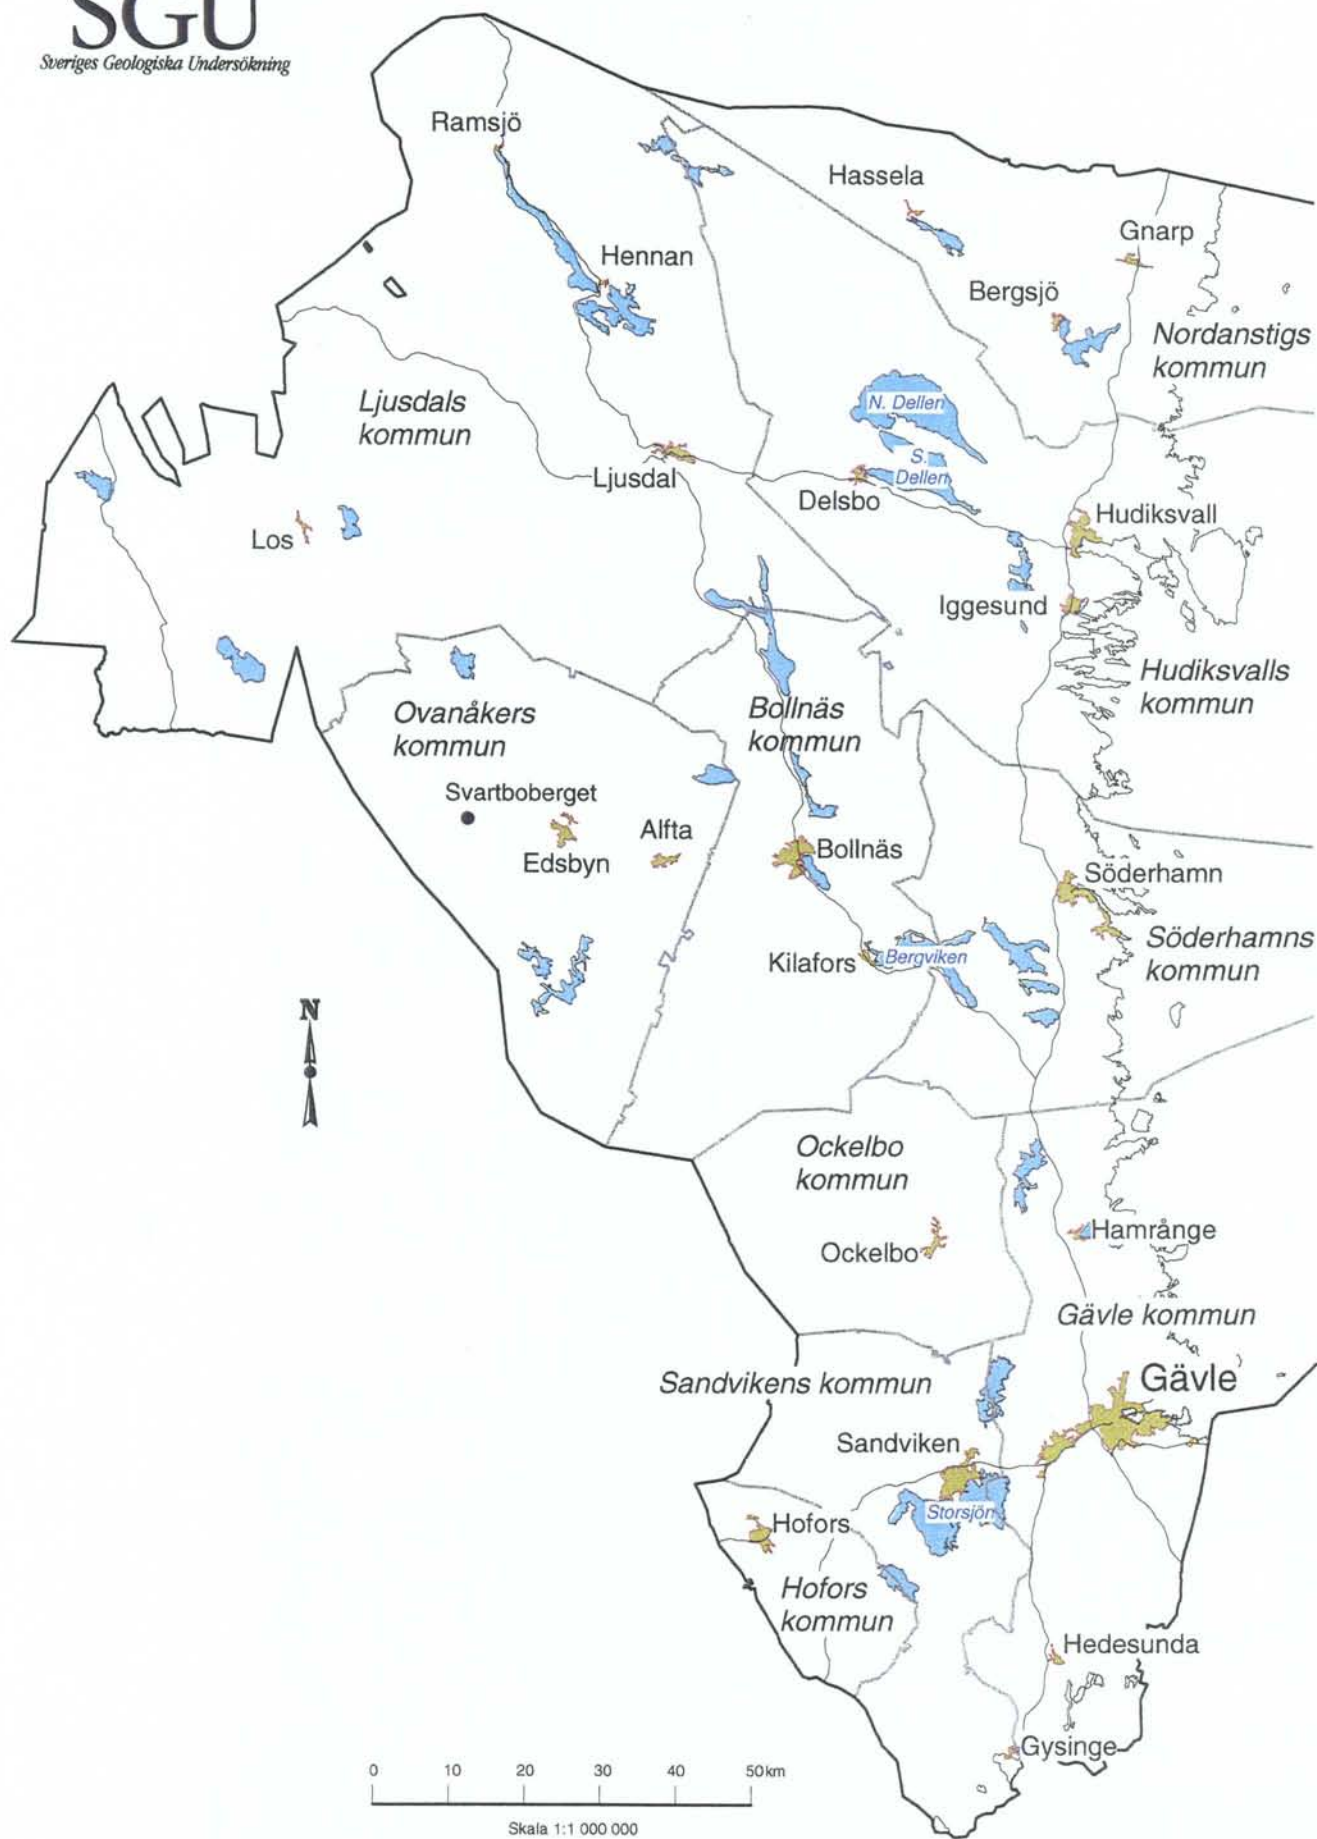 SGU
Sveriges Geologiska Undersökning
Ramsjö
Hassela
Gnarp
Hennan
Bergsjö
Nordanstigs
kommun
Ljusdals
kommun
N. Dellen
S.
Dellen
Ljusdal
Delsbo
Hudiksvall
Los
Iggesund
Hudiksvalls
kommun
Ovanåkers
kommun
Bollnäs
kommun
Svartboberget
Edsbyn
Alfta
Bollnäs
Söderhamn
Söderhamns
kommun
Kilafors
Bergviken
N
Ockelbo
kommun
Hamrånge
Ockelbo
Gävle kommun
Sandvikens kommun
Gävle
Sandviken
Storsjön
Hofors
Hofors
kommun
Hedesunda
Gysinge
0 10 20 30 40 50 km
Skala 1:1 000 000